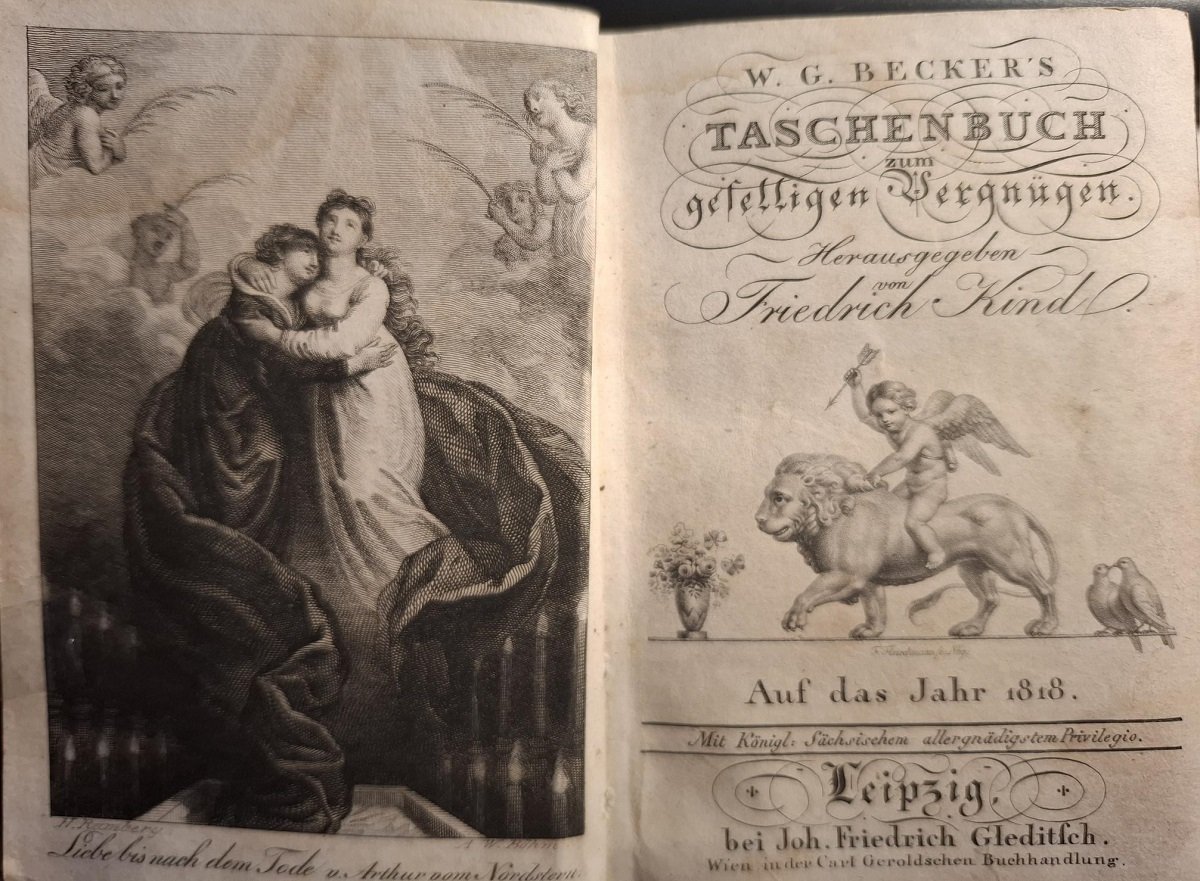 H. Ramberg
A. W. Böhm
Liebe bis nach dem Tode v. Arthur vom Nordstern.
W. G. BECKER'S
TASCHENBUCH
zum
geſelligen Vergnügen.
Herausgegeben
von
Friedrich Kind.
Auf das Jahr 1818.
Mit Königl: Sächsischem allergnädigstem Privilegio.
Leipzig,
bei Joh. Friedrich Gleditſch.
Wien in der Carl Geroldschen Buchhandlung.